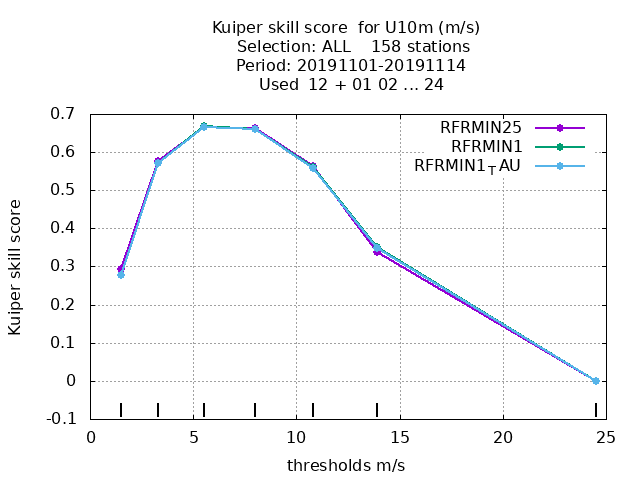 Kuiper skill score  for U10m (m/s)
Selection: ALL    158 stations
Period: 20191101-20191114
Used  12 + 01 02 ... 24
RFRMIN25
RFRMIN1
RFRMIN1TAU
Kuiper skill score
0.7
0.6
0.5
0.4
0.3
0.2
0.1
0
-0.1
0 5 10 15 20 25
thresholds m/s